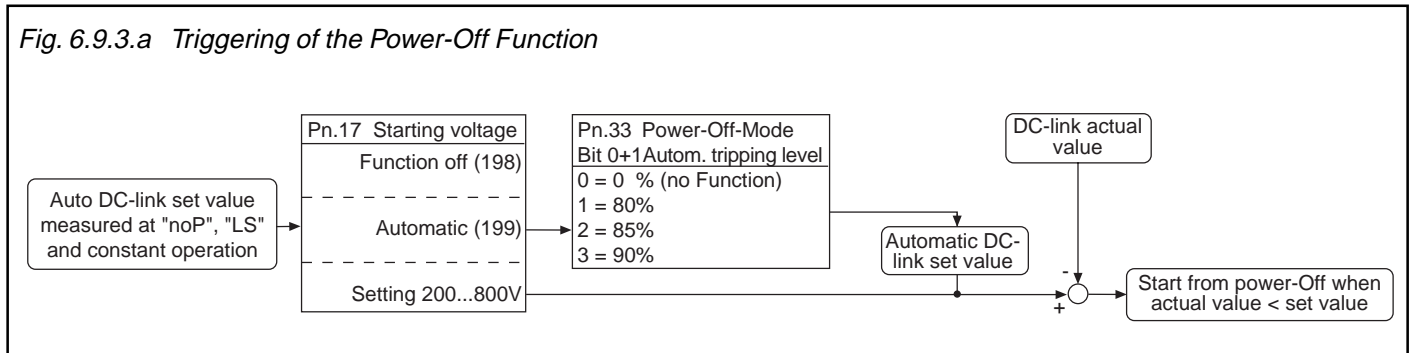 Fig. 6.9.3.a Triggering of the Power-Off Function
Auto DC-link set value
measured at "noP", "LS"
and constant operation
Pn.17 Starting voltage
Function off (198)
Automatic (199)
Setting 200...800V
Pn.33 Power-Off-Mode
Bit 0+1Autom. tripping level
0 = 0 % (no Function)
1 = 80%
2 = 85%
3 = 90%
Automatic DC-
link set value
DC-link actual
value
-
+
Start from power-Off when
actual value < set value